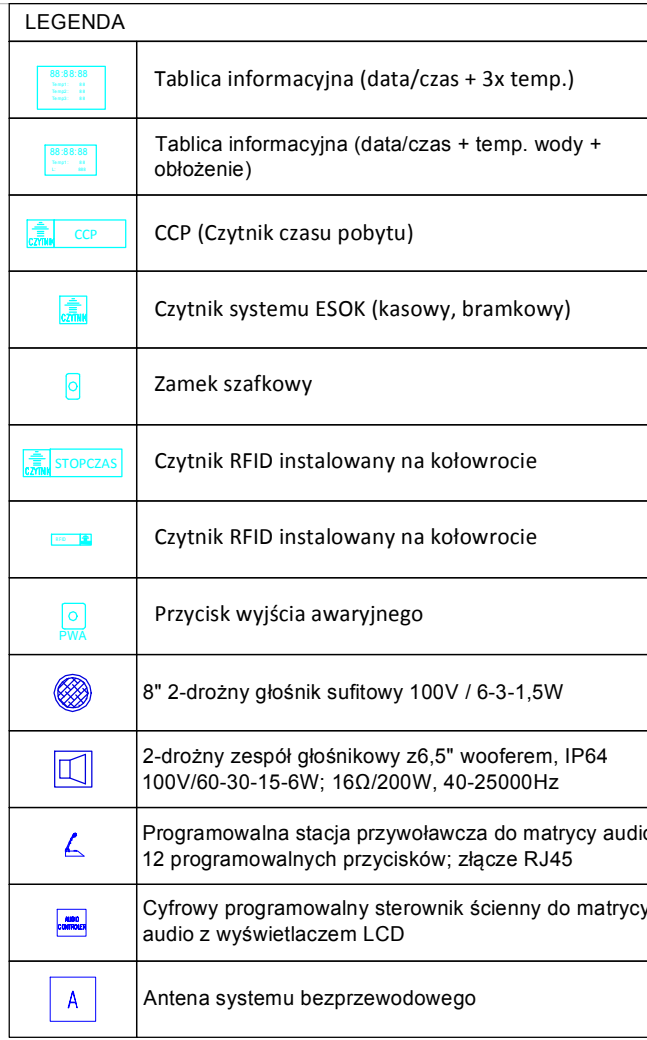 LEGENDA
88:88:88
Tablica informacyjna (data/czas + 3x temp.)
88:88:88
Tablica informacyjna (data/czas + temp. wody +
obłożenie)
CZYTNIK
CCP
CCP (Czytnik czasu pobytu)
CZYTNIK
Czytnik systemu ESOK (kasowy, bramkowy)
Zamek szafkowy
CZYTNIK
STOPCZAS
Czytnik RFID instalowany na kołowrocie
Czytnik RFID instalowany na kołowrocie
PWA
Przycisk wyjścia awaryjnego
8" 2-drożny głośnik sufitowy 100V / 6-3-1,5W
2-drożny zespół głośnikowy z6,5" wooferem, IP64
100V/60-30-15-6W; 16Ω/200W, 40-25000Hz
Programowalna stacja przywoławcza do matrycy audio
12 programowalnych przycisków; złącze RJ45
AUDIO
CONTROLER
Cyfrowy programowalny sterownik ścienny do matrycy
audio z wyświetlaczem LCD
A
Antena systemu bezprzewodowego